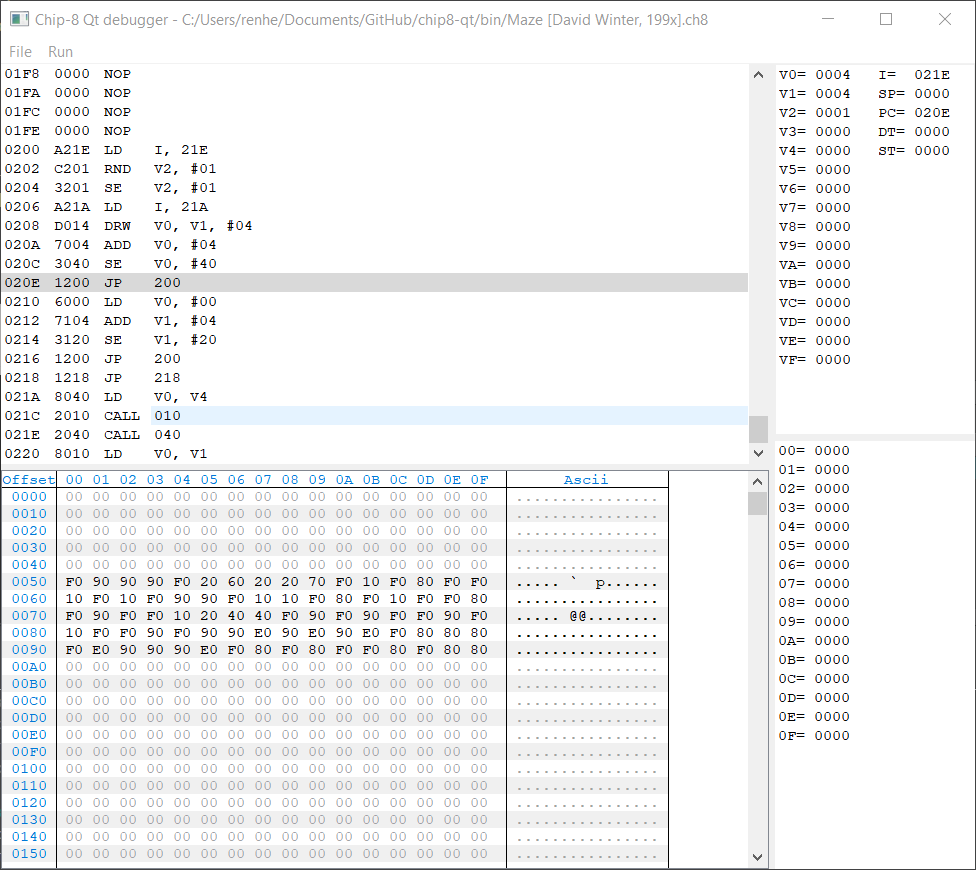 Chip-8 Qt debugger - C:/Users/renhe/Documents/GitHub/chip8-qt/bin/Maze [David Winter, 199x].ch8
File Run
01F8 0000 NOP
01FA 0000 NOP
01FC 0000 NOP
01FE 0000 NOP
0200 A21E LD I, 21E
0202 C201 RND V2, #01
0204 3201 SE V2, #01
0206 A21A LD I, 21A
0208 D014 DRW V0, V1, #04
020A 7004 ADD V0, #04
020C 3040 SE V0, #40
020E 1200 JP 200
0210 6000 LD V0, #00
0212 7104 ADD V1, #04
0214 3120 SE V1, #20
0216 1200 JP 200
0218 1218 JP 218
021A 8040 LD V0, V4
021C 2010 CALL 010
021E 2040 CALL 040
0220 8010 LD V0, V1
V0= 0004 I= 021E
V1= 0004 SP= 0000
V2= 0001 PC= 020E
V3= 0000 DT= 0000
V4= 0000 ST= 0000
V5= 0000
V6= 0000
V7= 0000
V8= 0000
V9= 0000
VA= 0000
VB= 0000
VC= 0000
VD= 0000
VE= 0000
VF= 0000
Offset 00 01 02 03 04 05 06 07 08 09 0A 0B 0C 0D 0E 0F Ascii
0000 00 00 00 00 00 00 00 00 00 00 00 00 00 00 00 00 ................
0010 00 00 00 00 00 00 00 00 00 00 00 00 00 00 00 00 ................
0020 00 00 00 00 00 00 00 00 00 00 00 00 00 00 00 00 ................
0030 00 00 00 00 00 00 00 00 00 00 00 00 00 00 00 00 ................
0040 00 00 00 00 00 00 00 00 00 00 00 00 00 00 00 00 ................
0050 F0 90 90 90 F0 20 60 20 20 70 F0 10 F0 80 F0 F0 ..... `  p......
0060 10 F0 10 F0 90 90 F0 10 10 F0 80 F0 10 F0 F0 80 ................
0070 F0 90 F0 F0 10 20 40 40 F0 90 F0 90 F0 F0 90 F0 ..... @@........
0080 10 F0 F0 90 F0 90 90 E0 90 E0 90 E0 F0 80 80 80 ................
0090 F0 E0 90 90 90 E0 F0 80 F0 80 F0 F0 80 F0 80 80 ................
00A0 00 00 00 00 00 00 00 00 00 00 00 00 00 00 00 00 ................
00B0 00 00 00 00 00 00 00 00 00 00 00 00 00 00 00 00 ................
00C0 00 00 00 00 00 00 00 00 00 00 00 00 00 00 00 00 ................
00D0 00 00 00 00 00 00 00 00 00 00 00 00 00 00 00 00 ................
00E0 00 00 00 00 00 00 00 00 00 00 00 00 00 00 00 00 ................
00F0 00 00 00 00 00 00 00 00 00 00 00 00 00 00 00 00 ................
0100 00 00 00 00 00 00 00 00 00 00 00 00 00 00 00 00 ................
0110 00 00 00 00 00 00 00 00 00 00 00 00 00 00 00 00 ................
0120 00 00 00 00 00 00 00 00 00 00 00 00 00 00 00 00 ................
0130 00 00 00 00 00 00 00 00 00 00 00 00 00 00 00 00 ................
0140 00 00 00 00 00 00 00 00 00 00 00 00 00 00 00 00 ................
0150 00 00 00 00 00 00 00 00 00 00 00 00 00 00 00 00 ................
00= 0000
01= 0000
02= 0000
03= 0000
04= 0000
05= 0000
06= 0000
07= 0000
08= 0000
09= 0000
0A= 0000
0B= 0000
0C= 0000
0D= 0000
0E= 0000
0F= 0000